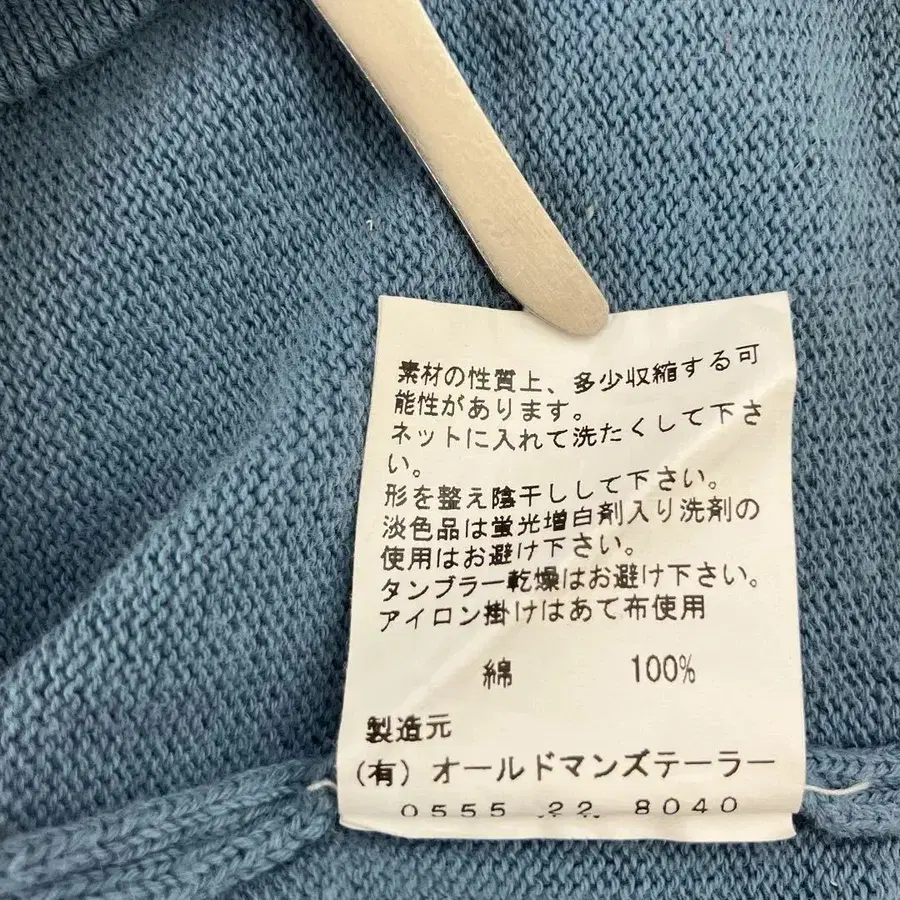 素材の性質上、多少収縮する可
能性があります。
ネットに入れて洗たくして下さ
い。
形を整え陰干しして下さい。
淡色品は蛍光増白剤入り洗剤の
使用はお避け下さい。
タンブラー乾燥はお避け下さい。
アイロン掛けはあて布使用
綿 100%
製造元
(有) オールドマンズテーラー
0555 22 8040